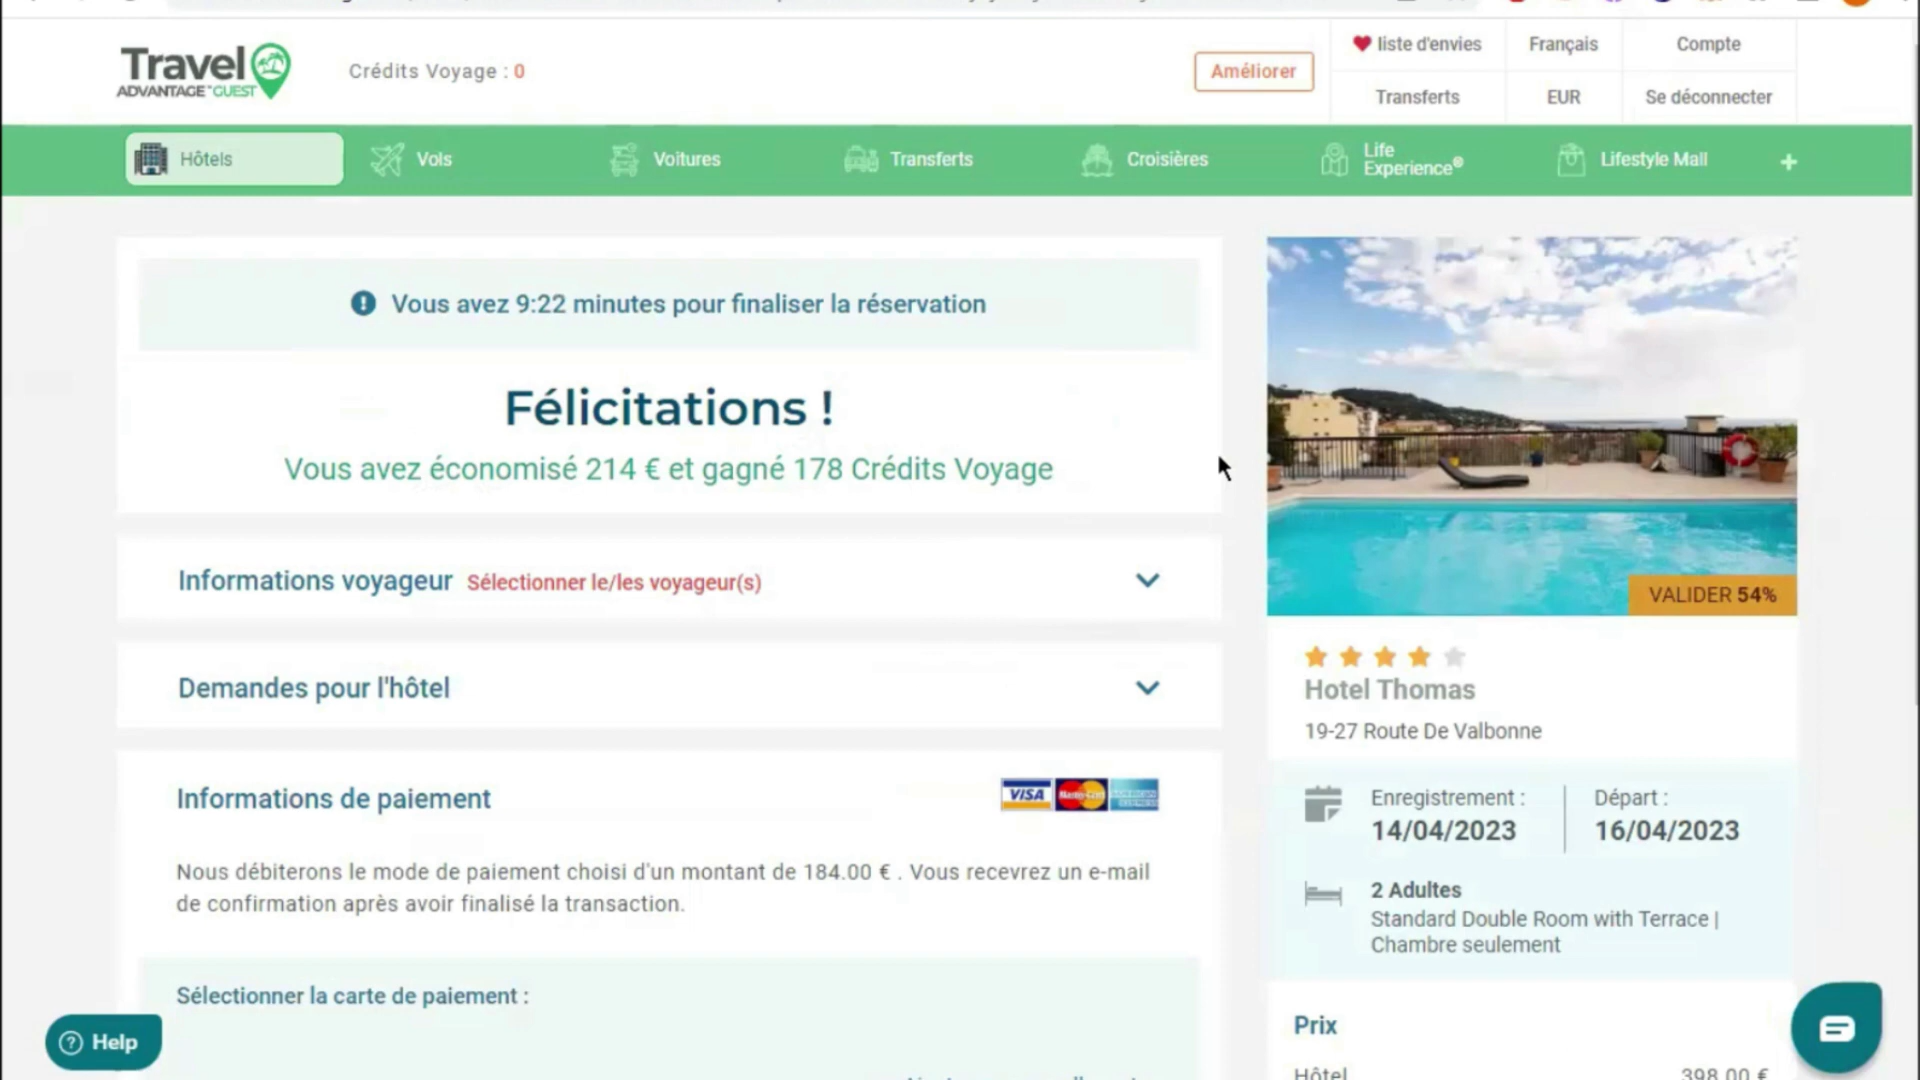 Travel
ADVANTAGE™ GUEST
Crédits Voyage : 0
Améliorer
liste d'envies
Français
Compte
Transferts
EUR
Se déconnecter
Hôtels
Vols
Voitures
Transferts
Croisières
Life
Experience®
Lifestyle Mall
+
Vous avez 9:22 minutes pour finaliser la réservation
Félicitations !
Vous avez économisé 214 € et gagné 178 Crédits Voyage
Informations voyageur Sélectionner le/les voyageur(s)
Demandes pour l'hôtel
Informations de paiement
VISA
MasterCard
Nous débiterons le mode de paiement choisi d'un montant de 184.00 € . Vous recevrez un e-mail
de confirmation après avoir finalisé la transaction.
Sélectionner la carte de paiement :
Help
VALIDER 54%
Hotel Thomas
19-27 Route De Valbonne
Enregistrement :
14/04/2023
Départ :
16/04/2023
2 Adultes
Standard Double Room with Terrace |
Chambre seulement
Prix
Hôtel
398.00 €